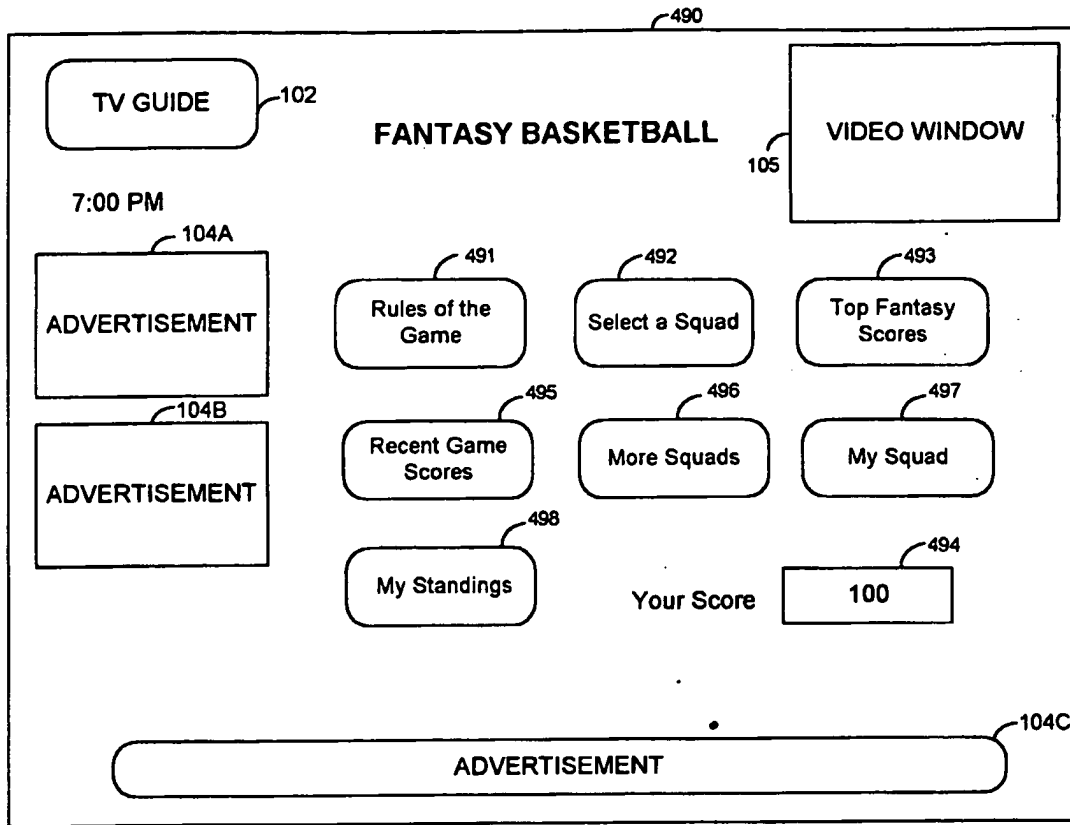 490
TV GUIDE
102
FANTASY BASKETBALL
VIDEO WINDOW
105
7:00 PM
104A
ADVERTISEMENT
491
Rules of the
Game
492
Select a Squad
493
Top Fantasy
Scores
104B
ADVERTISEMENT
495
Recent Game
Scores
496
More Squads
497
My Squad
498
My Standings
Your Score
494
100
104C
ADVERTISEMENT